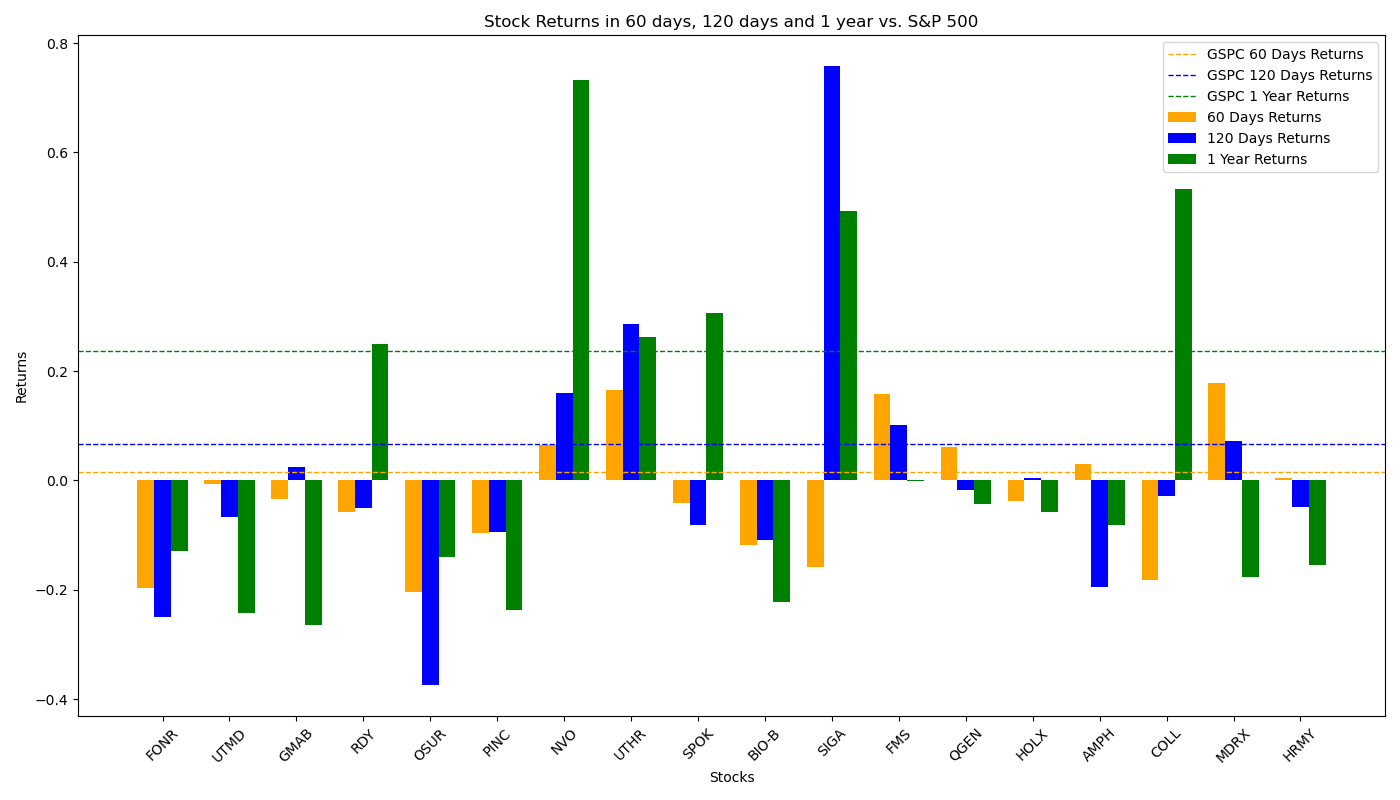 Stock Returns in 60 days, 120 days and 1 year vs. S&P 500
GSPC 60 Days Returns
GSPC 120 Days Returns
GSPC 1 Year Returns
60 Days Returns
120 Days Returns
1 Year Returns
Returns
0.8
0.6
0.4
0.2
0.0
−0.2
−0.4
FONR
UTMD
GMAB
RDY
OSUR
PINC
NVO
UTHR
SPOK
BIO-B
SIGA
FMS
QGEN
HOLX
AMPH
COLL
MDRX
HRMY
Stocks